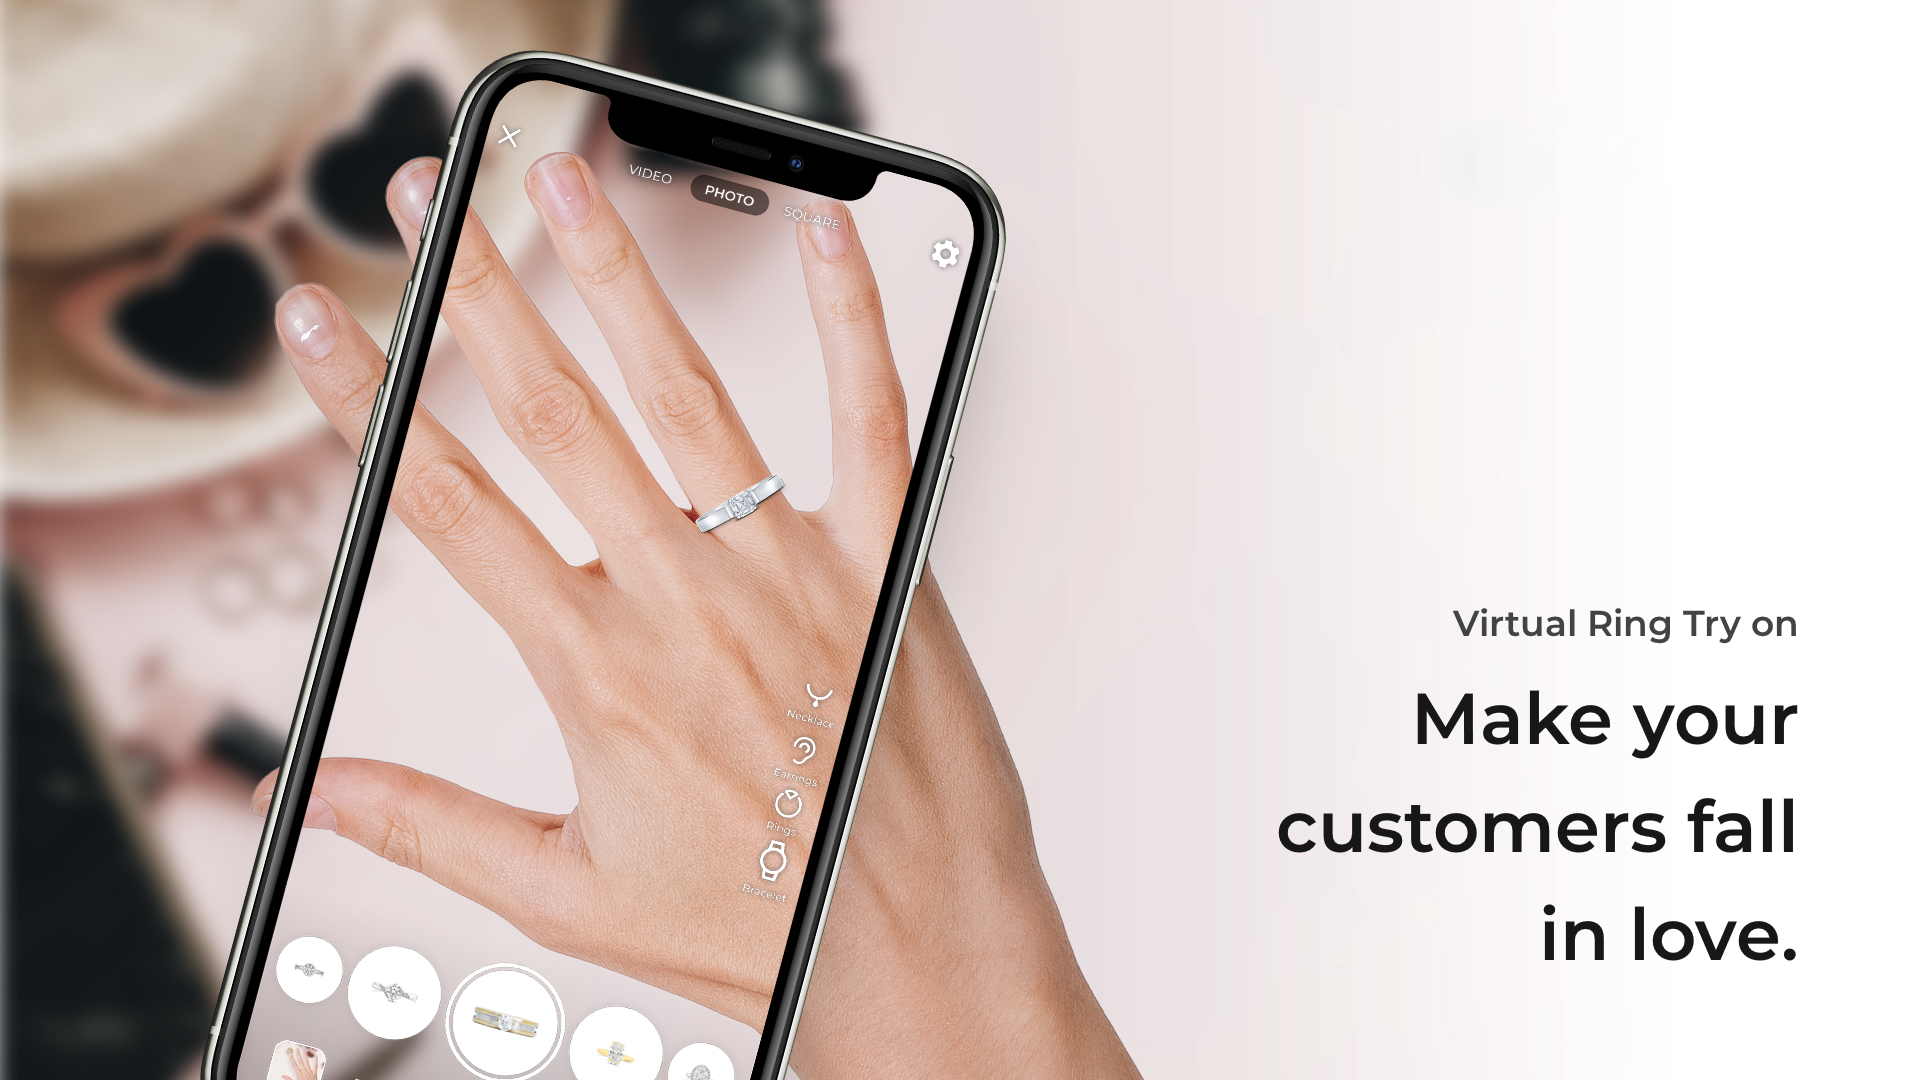 VIDEO
PHOTO
SQUARE
Necklace
Earrings
Rings
Bracelet
Virtual Ring Try on
Make your
customers fall
in love.